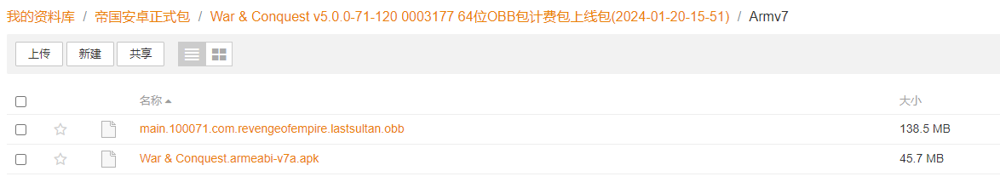 我的资料库 / 帝国安卓正式包 / War & Conquest v5.0.0-71-120 0003177 64位OBB包计费包上线包(2024-01-20-15-51) / Armv7
上传 新建 共享
名称 大小
main.100071.com.revengeofempire.lastsultan.obb 138.5 MB
War & Conquest.armeabi-v7a.apk 45.7 MB